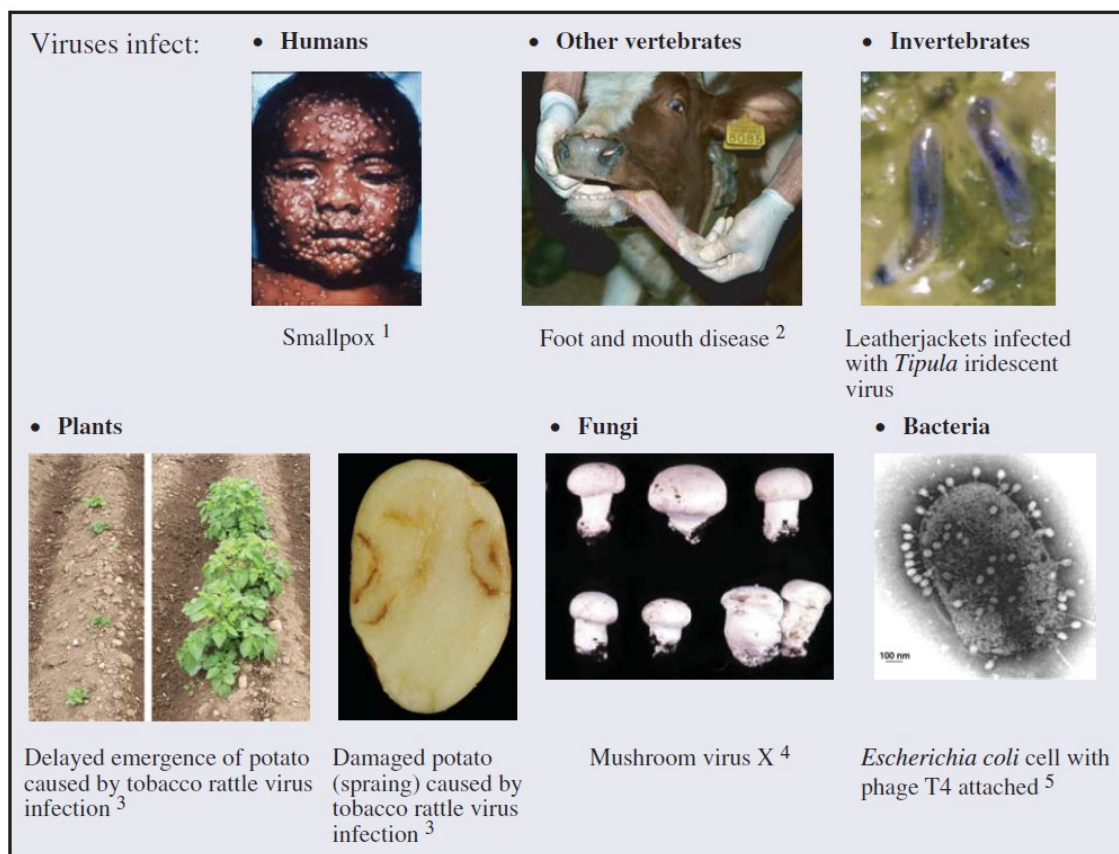 Viruses infect:
• Humans
• Other vertebrates
• Invertebrates
8085
Smallpox 1
Foot and mouth disease 2
Leatherjackets infected
with Tipula iridescent
virus
• Plants
• Fungi
• Bacteria
100 nm
Delayed emergence of potato
caused by tobacco rattle virus
infection 3
Damaged potato
(spraing) caused by
tobacco rattle virus
infection 3
Mushroom virus X 4
Escherichia coli cell with
phage T4 attached 5